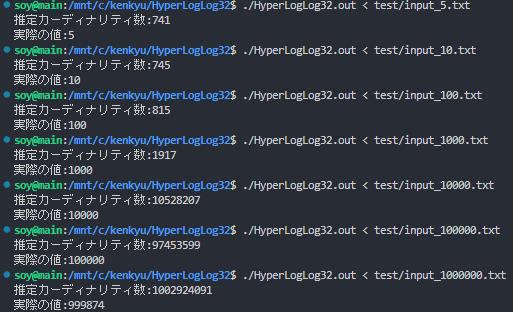 soy@main:/mnt/c/kenkyu/HyperLogLog32$ ./HyperLogLog32.out < test/input_5.txt
推定カーディナリティ数:741
実際の値:5
soy@main:/mnt/c/kenkyu/HyperLogLog32$ ./HyperLogLog32.out < test/input_10.txt
推定カーディナリティ数:745
実際の値:10
soy@main:/mnt/c/kenkyu/HyperLogLog32$ ./HyperLogLog32.out < test/input_100.txt
推定カーディナリティ数:815
実際の値:100
soy@main:/mnt/c/kenkyu/HyperLogLog32$ ./HyperLogLog32.out < test/input_1000.txt
推定カーディナリティ数:1917
実際の値:1000
soy@main:/mnt/c/kenkyu/HyperLogLog32$ ./HyperLogLog32.out < test/input_10000.txt
推定カーディナリティ数:10528207
実際の値:10000
soy@main:/mnt/c/kenkyu/HyperLogLog32$ ./HyperLogLog32.out < test/input_100000.txt
推定カーディナリティ数:97453599
実際の値:100000
soy@main:/mnt/c/kenkyu/HyperLogLog32$ ./HyperLogLog32.out < test/input_1000000.txt
推定カーディナリティ数:1002924091
実際の値:999874